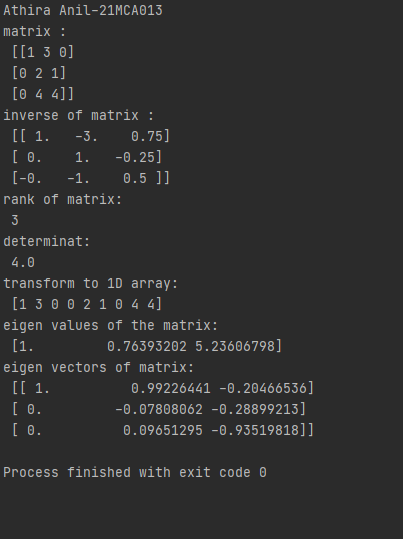 Athira Anil-21MCA013
matrix :
[[1 3 0]
[0 2 1]
[0 4 4]]
inverse of matrix :
[[ 1.   -3.    0.75]
[ 0.    1.   -0.25]
[-0.   -1.    0.5 ]]
rank of matrix:
3
determinat:
4.0
transform to 1D array:
[1 3 0 0 2 1 0 4 4]
eigen values of the matrix:
[1.         0.76393202 5.23606798]
eigen vectors of matrix:
[[ 1.          0.99226441 -0.20466536]
[ 0.         -0.07808062 -0.28899213]
[ 0.          0.09651295 -0.93519818]]
Process finished with exit code 0